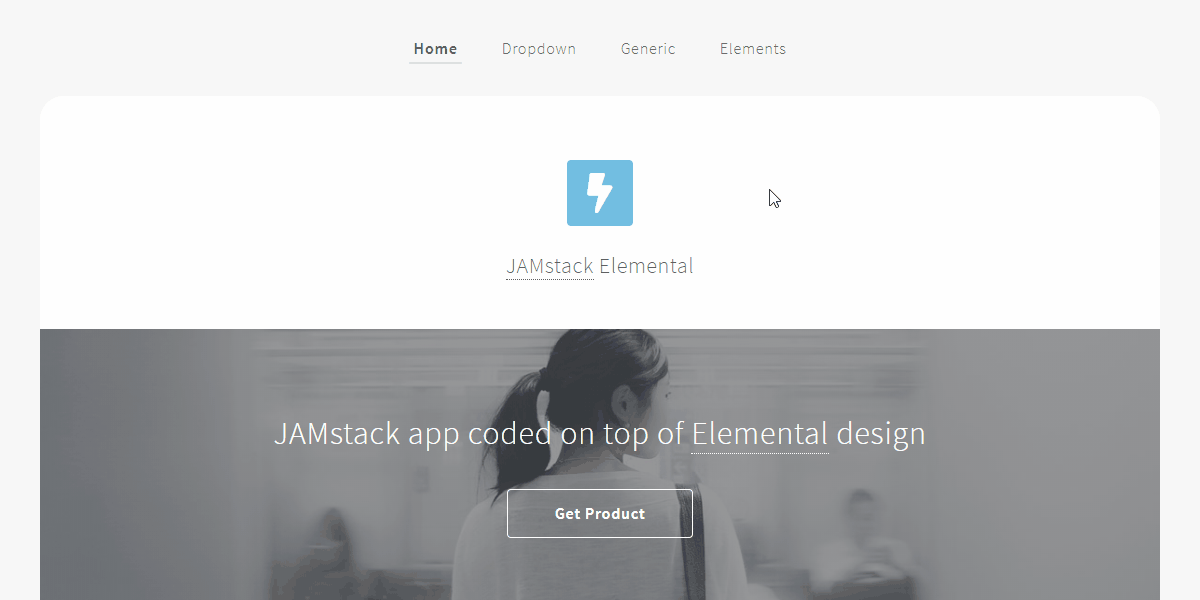 Home Dropdown Generic Elements
JAMstack Elemental
JAMstack app coded on top of Elemental design
Get Product